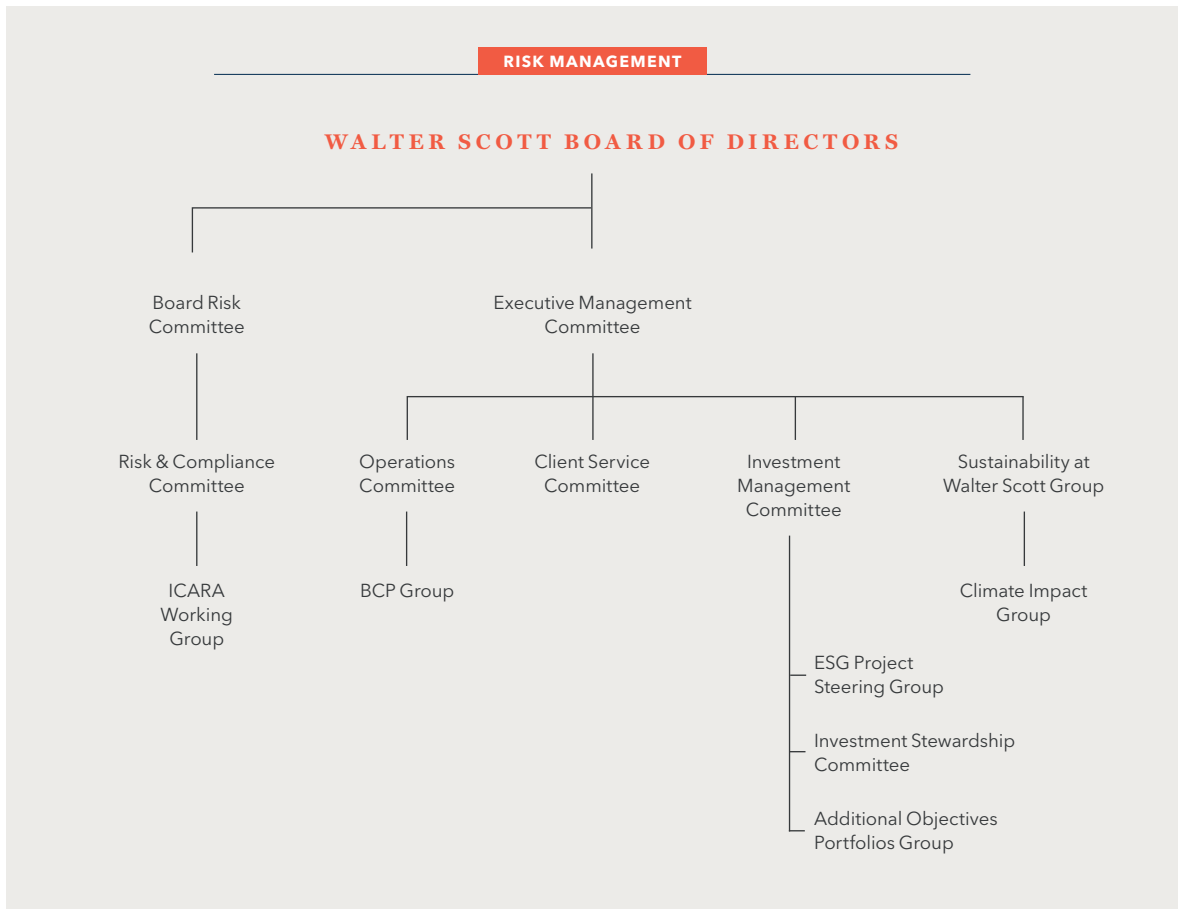 RISK MANAGEMENT
WALTER SCOTT BOARD OF DIRECTORS
Board Risk
Committee
Executive Management
Committee
Risk & Compliance
Committee
Operations
Committee
Client Service
Committee
Investment
Management
Committee
Sustainability at
Walter Scott Group
ICARA
Working
Group
BCP Group
Climate Impact
Group
ESG Project
Steering Group
Investment Stewardship
Committee
Additional Objectives
Portfolios Group